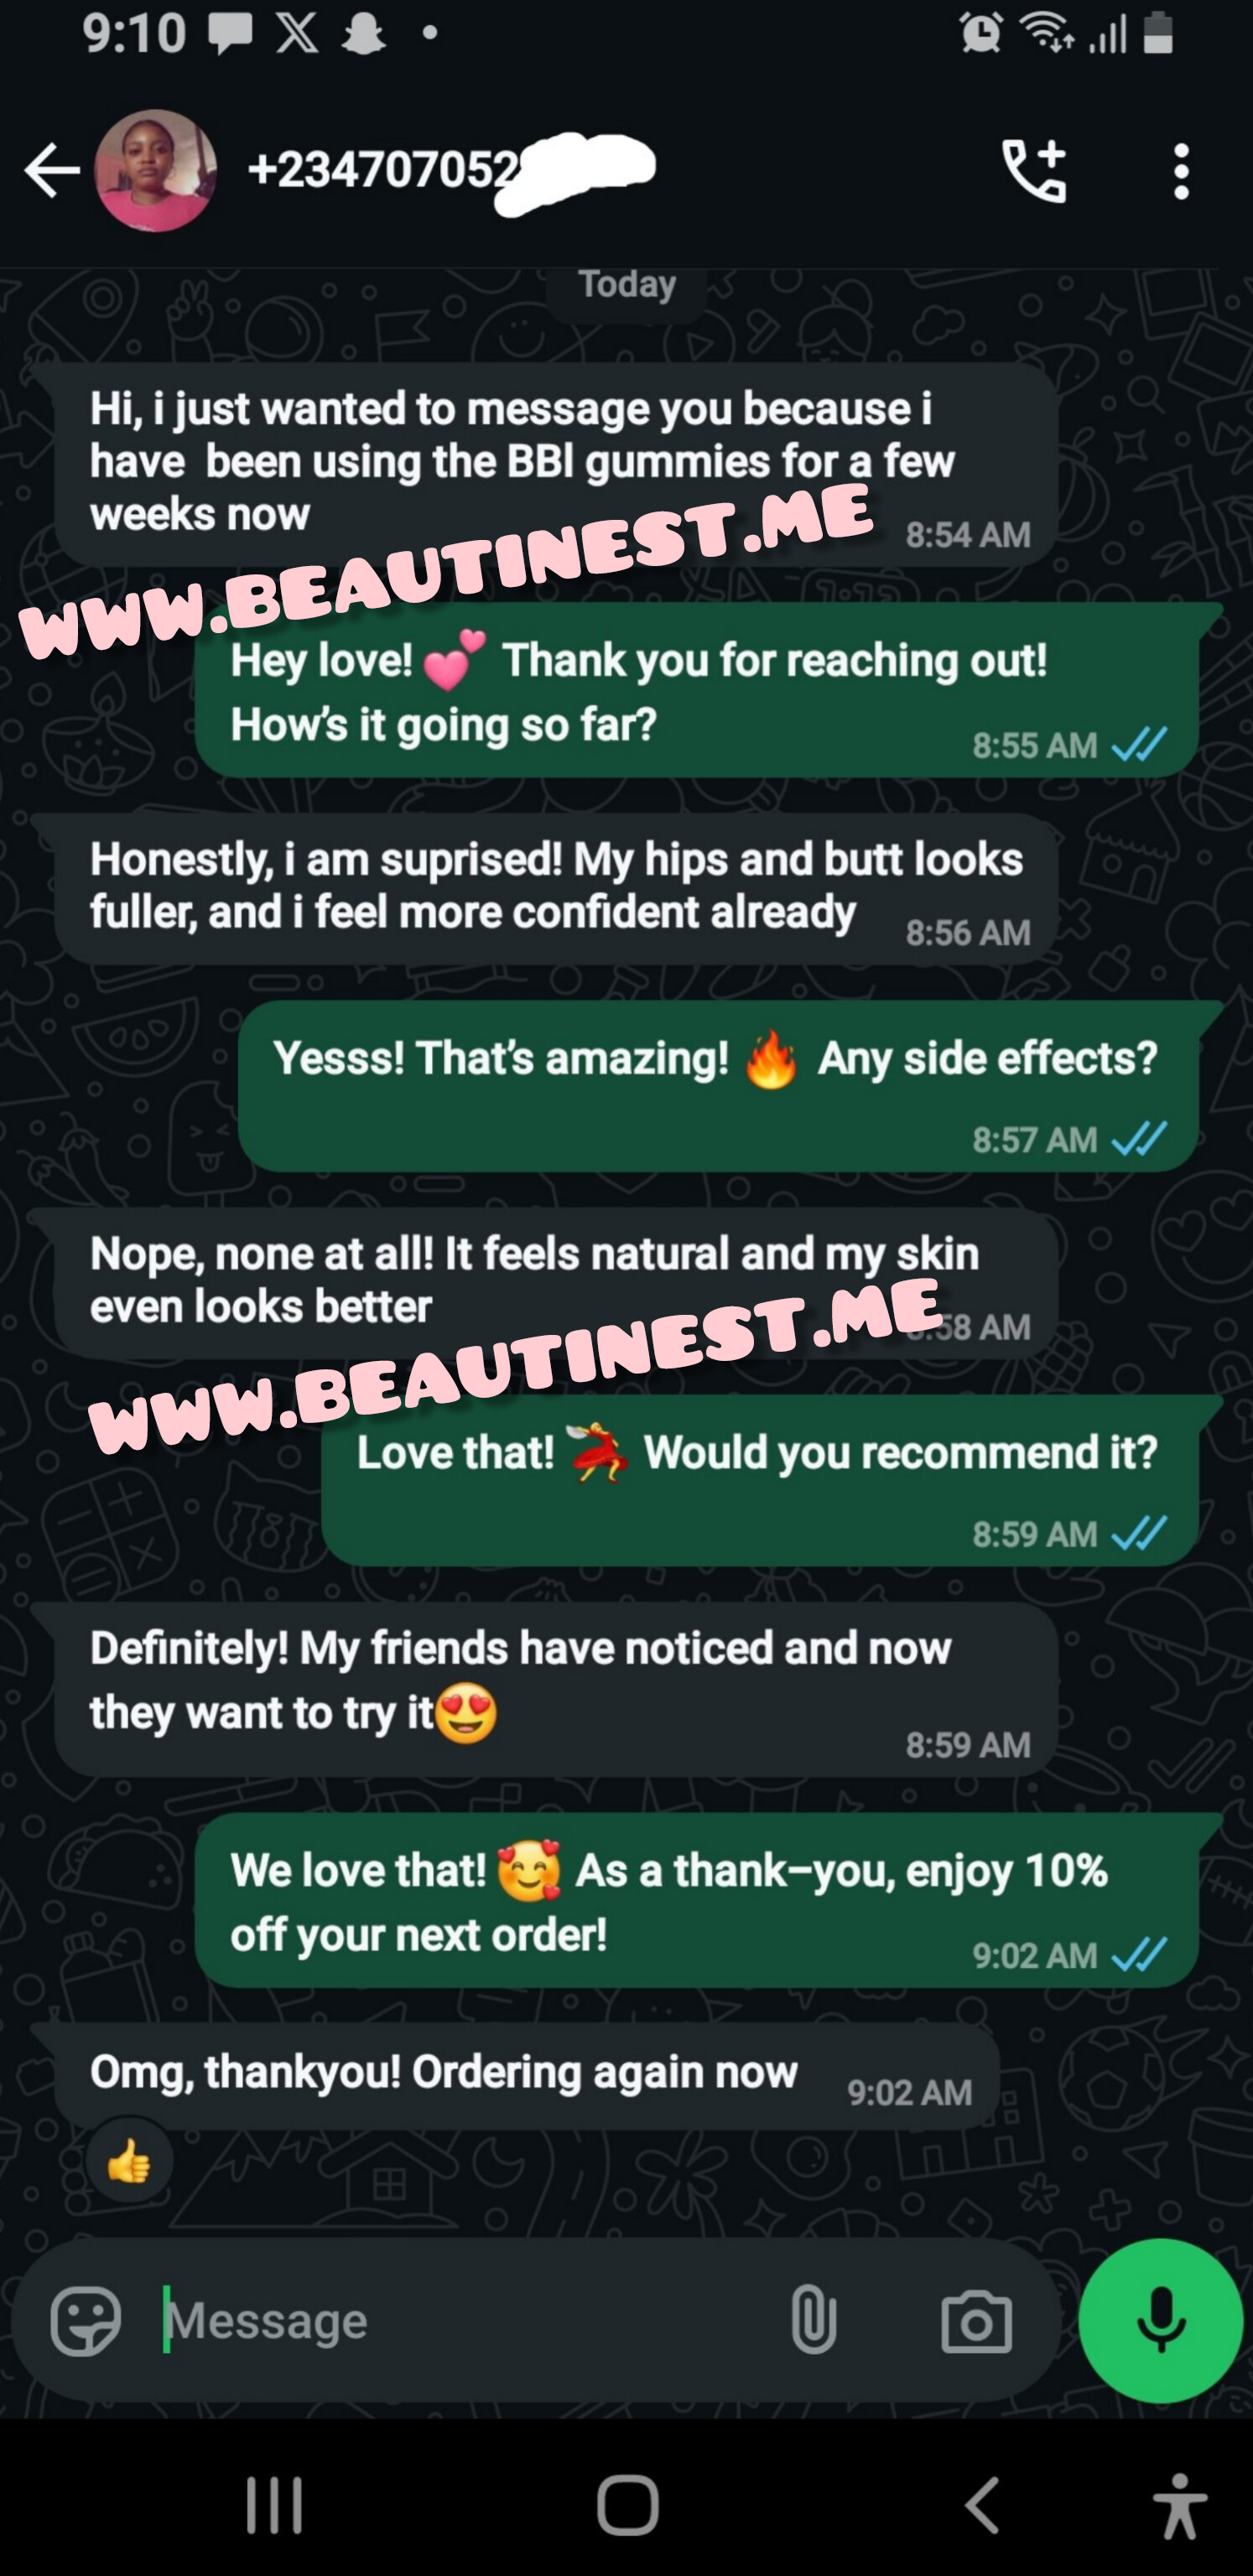 9:10
+234707052
Today
Hi, i just wanted to message you because i
have been using the BBl gummies for a few
weeks now
8:54 AM
WWW.BEAUTINEST.ME
Hey love! 💕 Thank you for reaching out!
How's it going so far?
8:55 AM
Honestly, i am suprised! My hips and butt looks
fuller, and i feel more confident already
8:56 AM
Yesss! That's amazing! 🔥 Any side effects?
8:57 AM
Nope, none at all! It feels natural and my skin
even looks better
:58 AM
WWW.BEAUTINEST.ME
Love that! 💃 Would you recommend it?
8:59 AM
Definitely! My friends have noticed and now
they want to try it😍
8:59 AM
We love that! 🥰 As a thank–you, enjoy 10%
off your next order!
9:02 AM
Omg, thankyou! Ordering again now
9:02 AM
👍
Message